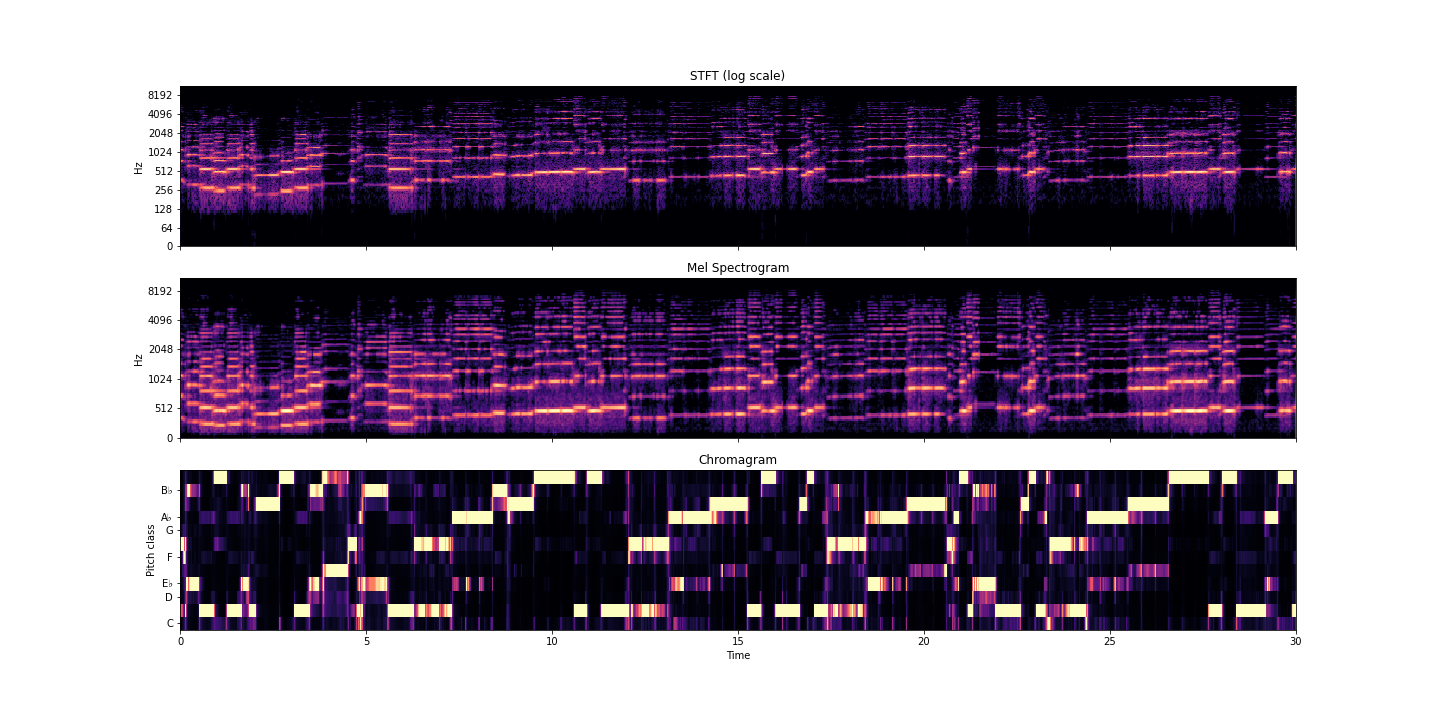 STFT (log scale)
8192
4096
2048
1024
512
256
128
64
0
Hz
Mel Spectrogram
8192
4096
2048
1024
512
0
Hz
Chromagram
B♭
A♭
G
F
E♭
D
C
Pitch class
0 5 10 15 20 25 30
Time